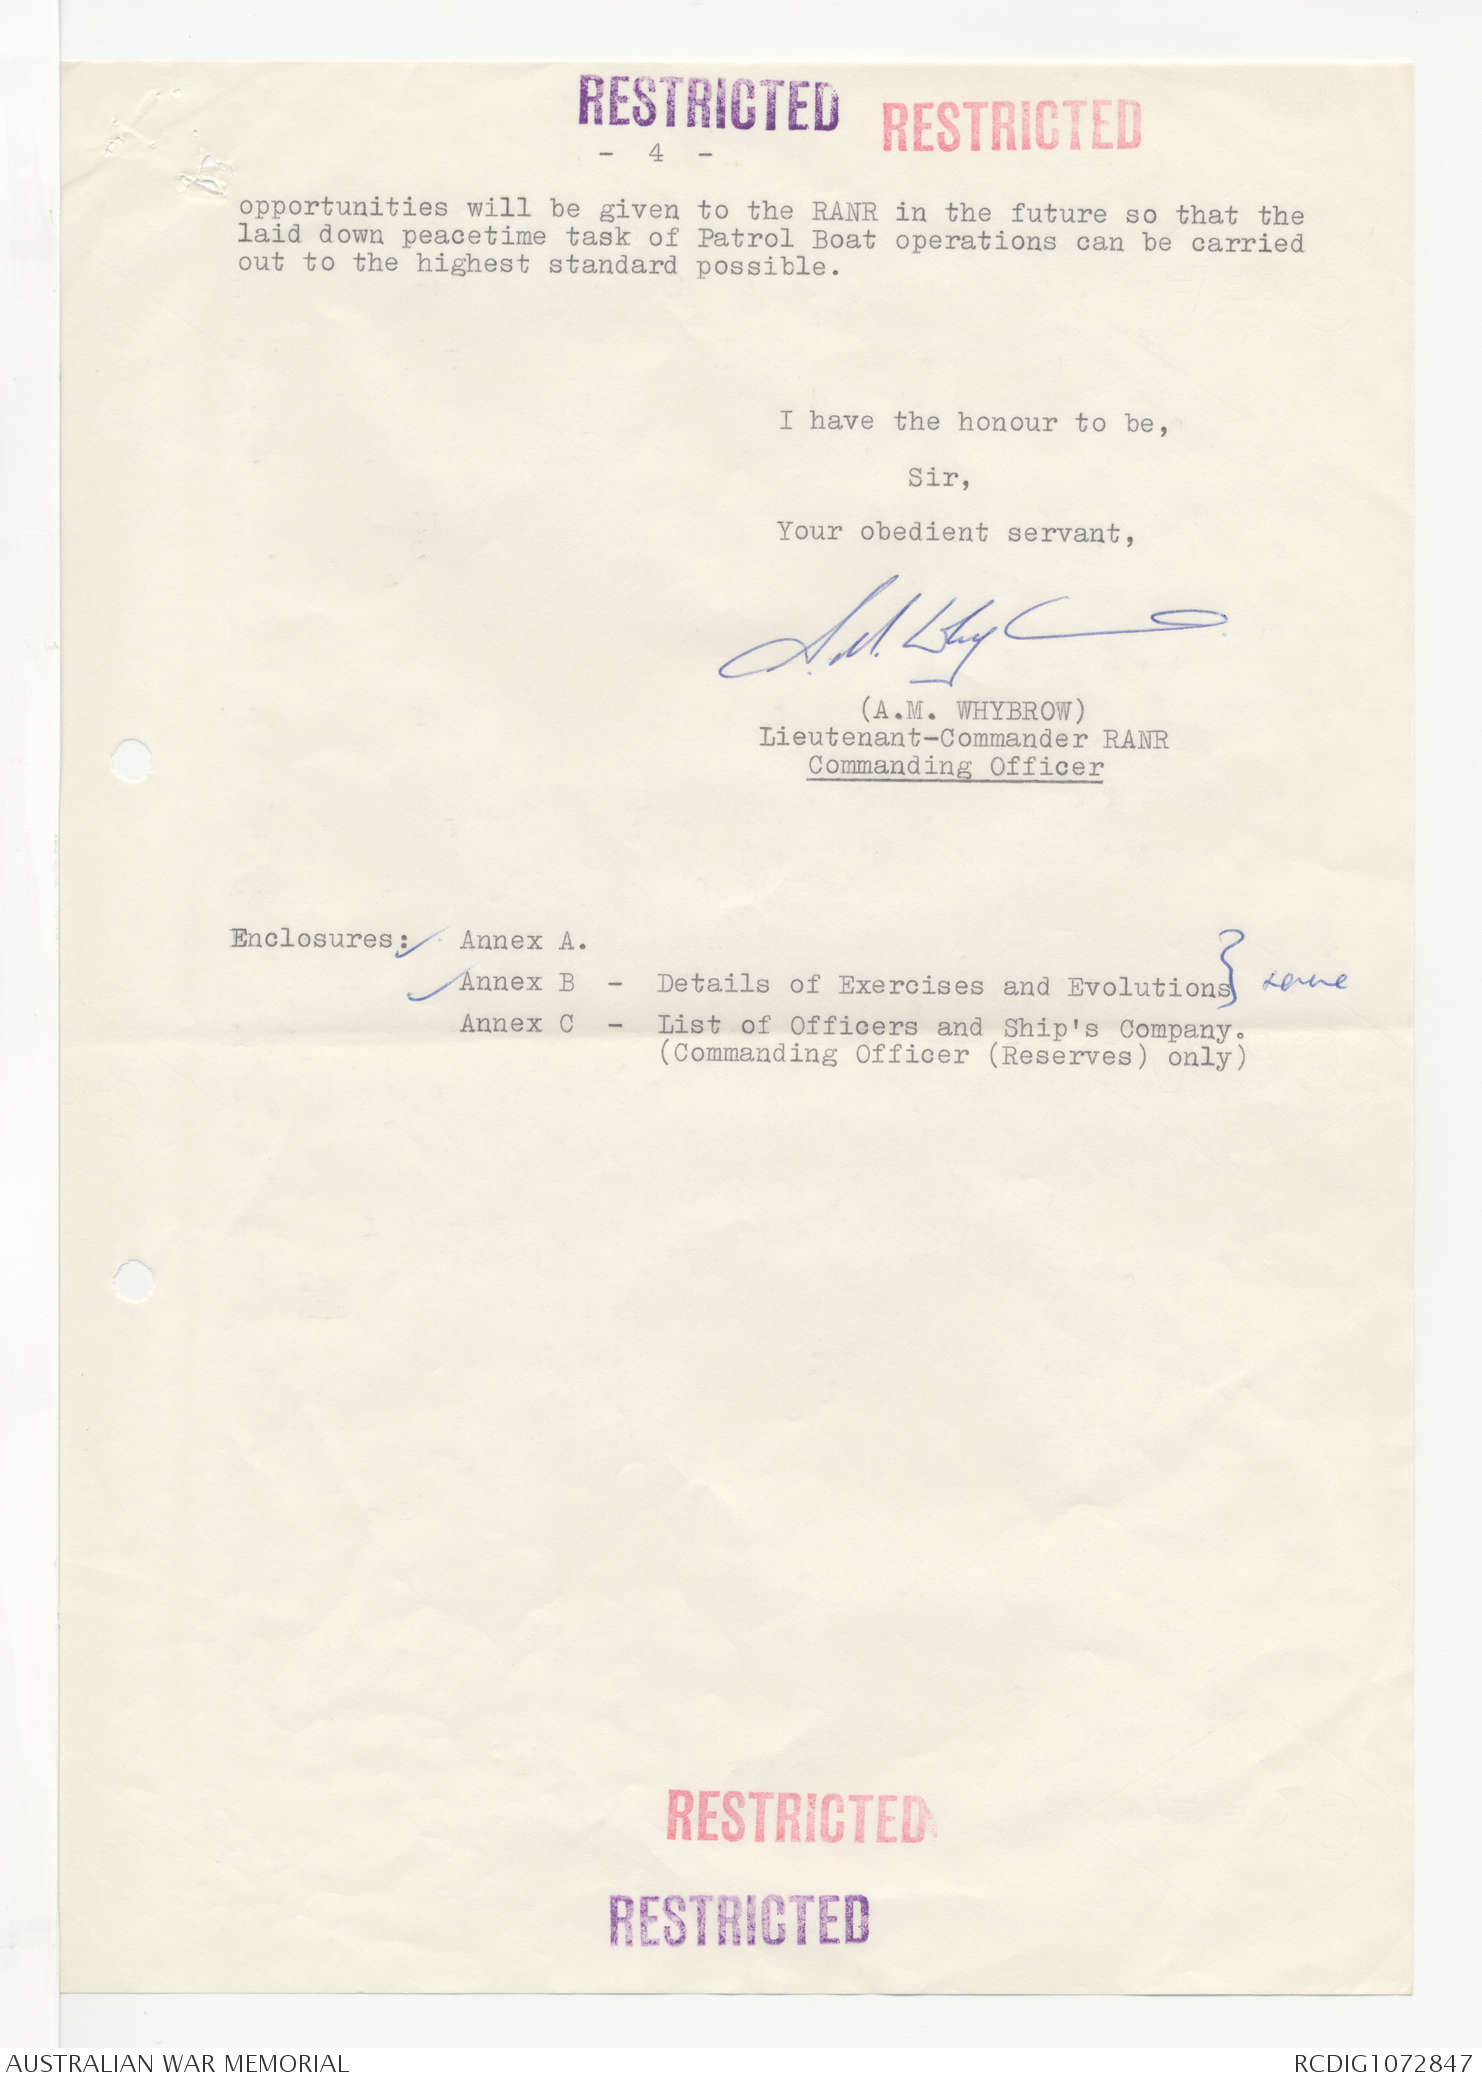 RESTRICTED RESTRICTED
- 4 -
opportunities will be given to the RANR in the future so that the
laid down peacetime task of Patrol Boat operations can be carried
out to the highest standard possible.
I have the honour to be,
Sir,
Your obedient servant,
(A.M. WHYBROW)
Lieutenant-Commander RANR
Commanding Officer
Enclosures: Annex A.
Annex B - Details of Exercises and Evolutions
Annex C - List of Officers and Ship's Company.
(Commanding Officer (Reserves) only)
RESTRICTED
RESTRICTED
AUSTRALIAN WAR MEMORIAL RCDIG1072847